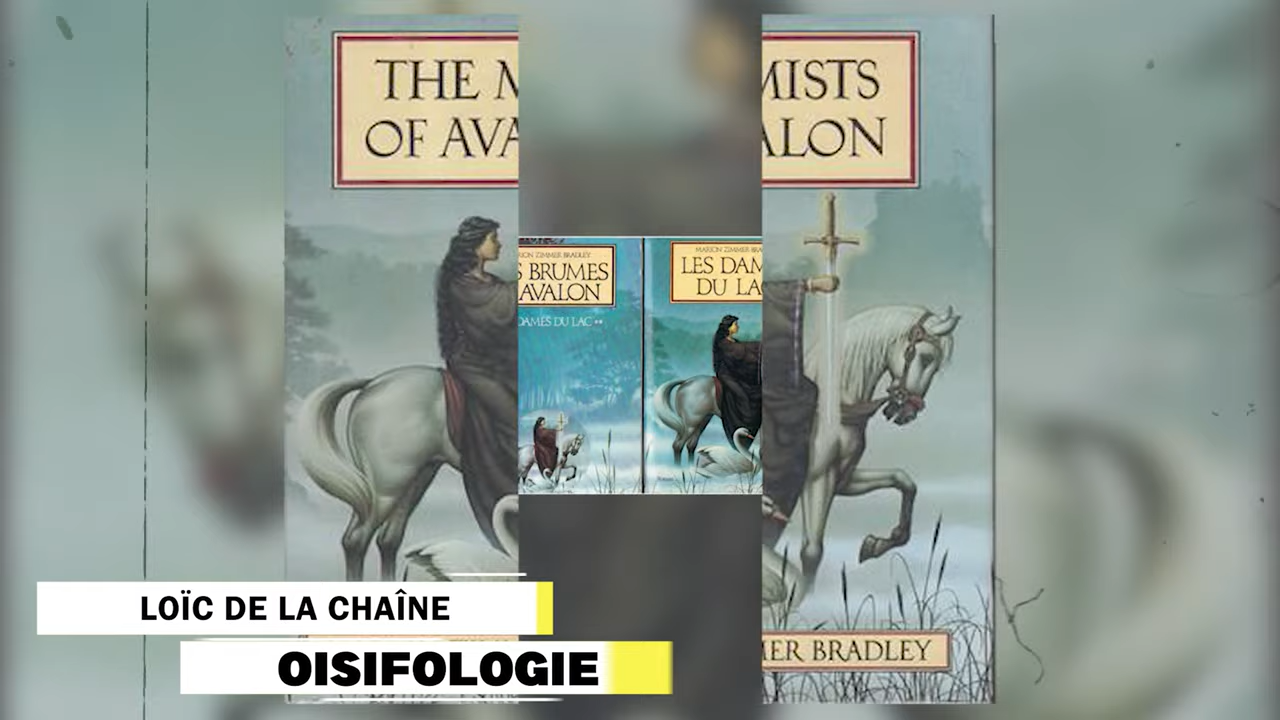 THE M
OF AVA
MISTS
ALON
MARION ZIMMER BRADLEY
S BRUMES
AVALON
DAMES DU LAC **
MARION ZIMMER BRA
LES DAM
DU LA
MER BRADLEY
LOÏC DE LA CHAÎNE
OISIFOLOGIE